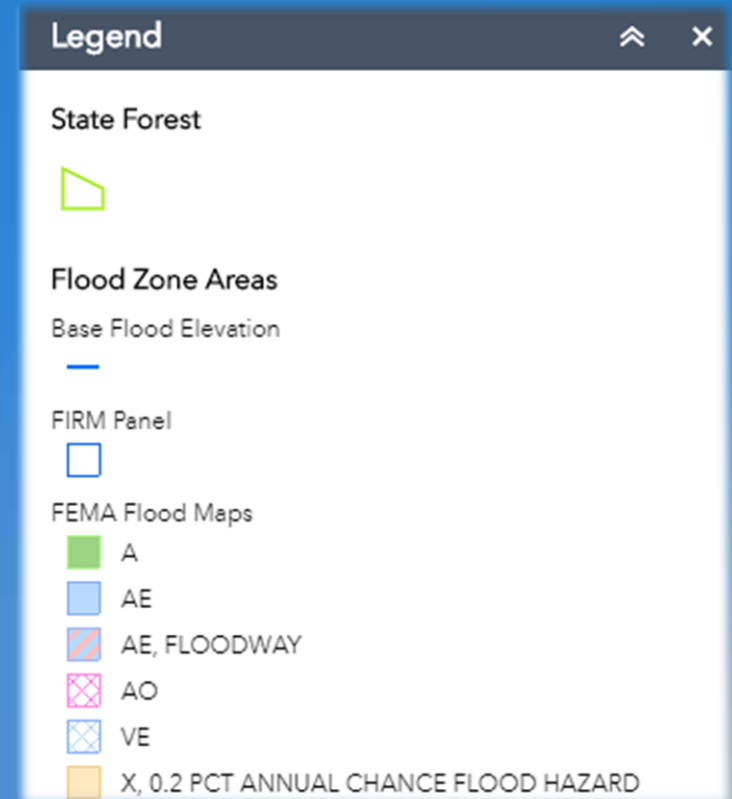 Legend
State Forest
Flood Zone Areas
Base Flood Elevation
FIRM Panel
FEMA Flood Maps
A
AE
AE, FLOODWAY
AO
VE
X, 0.2 PCT ANNUAL CHANCE FLOOD HAZARD